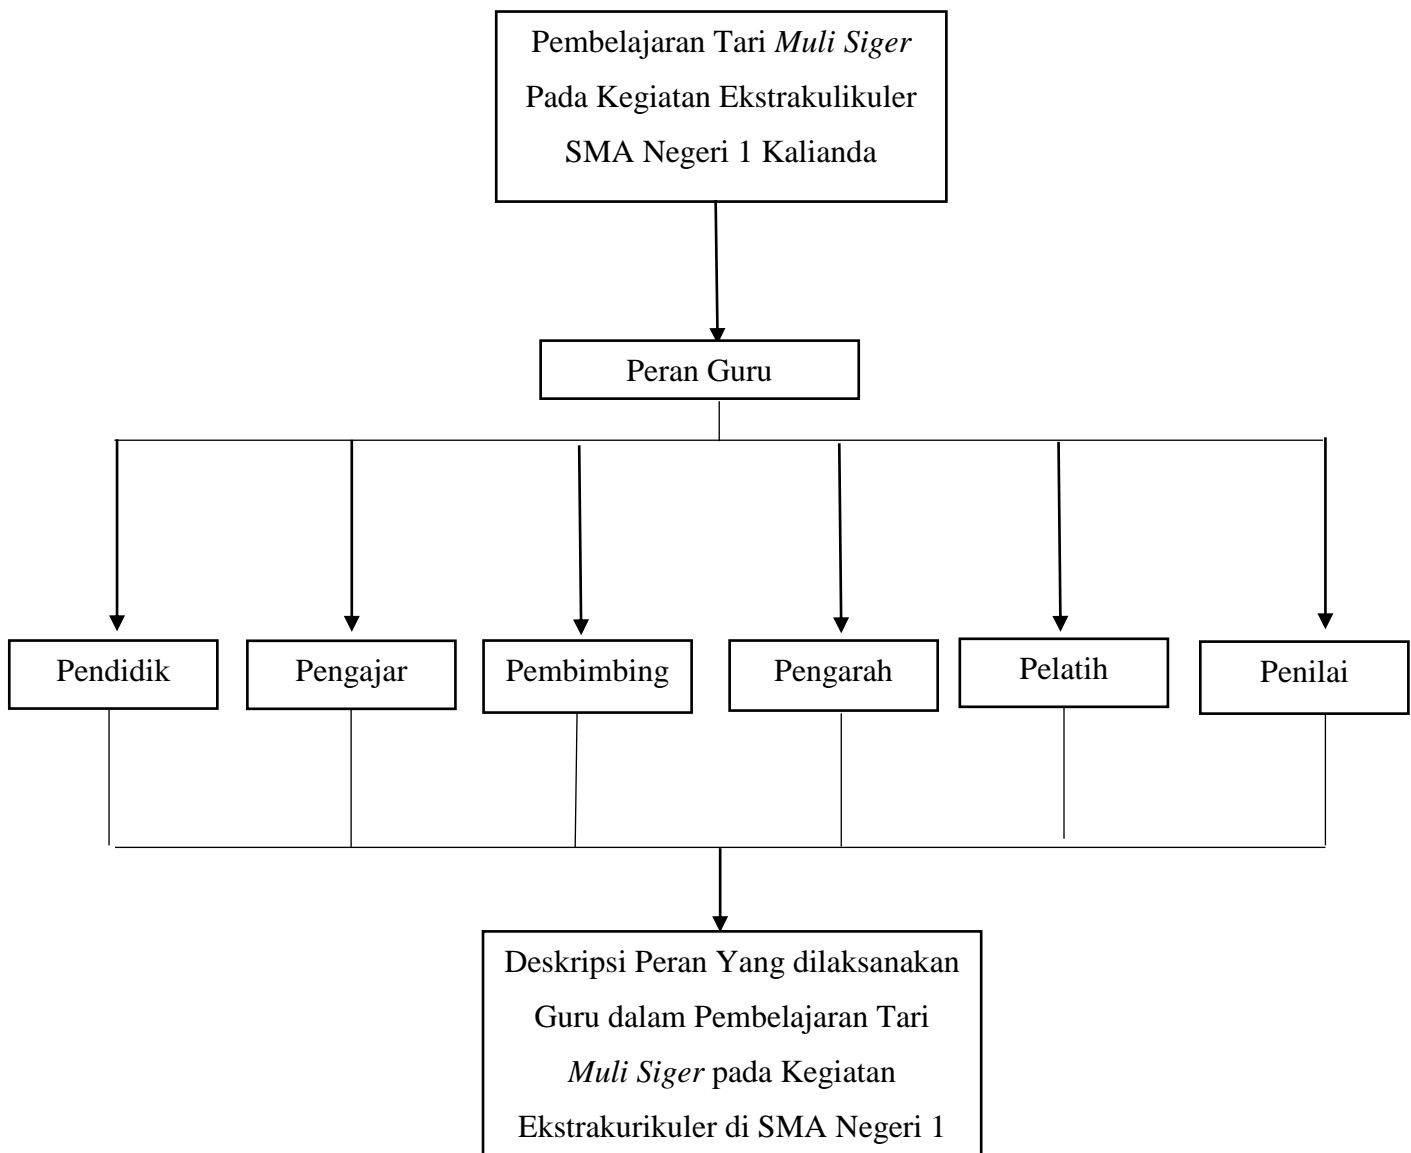 Pembelajaran Tari Muli Siger
Pada Kegiatan Ekstrakulikuler
SMA Negeri 1 Kalianda
Peran Guru
Pendidik
Pengajar
Pembimbing
Pengarah
Pelatih
Penilai
Deskripsi Peran Yang dilaksanakan
Guru dalam Pembelajaran Tari
Muli Siger pada Kegiatan
Ekstrakurikuler di SMA Negeri 1